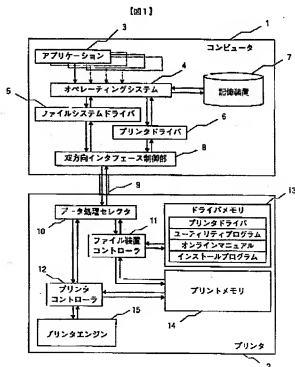 【図1】
3
1
アプリケーション
コンピュータ
4
7
オペレーティングシステム
5
記憶装置
ファイルシステムドライバ
6
プリンタドライバ
8
双方向インタフェース制御部
9
13
データ処理セレクタ
ドライバメモリ
10
11
プリンタドライバ
ファイル装置
コントローラ
ユーティリティプログラム
オンラインマニュアル
インストールプログラム
12
プリンタ
コントローラ
プリントメモリ
15
14
プリンタエンジン
プリンタ
2